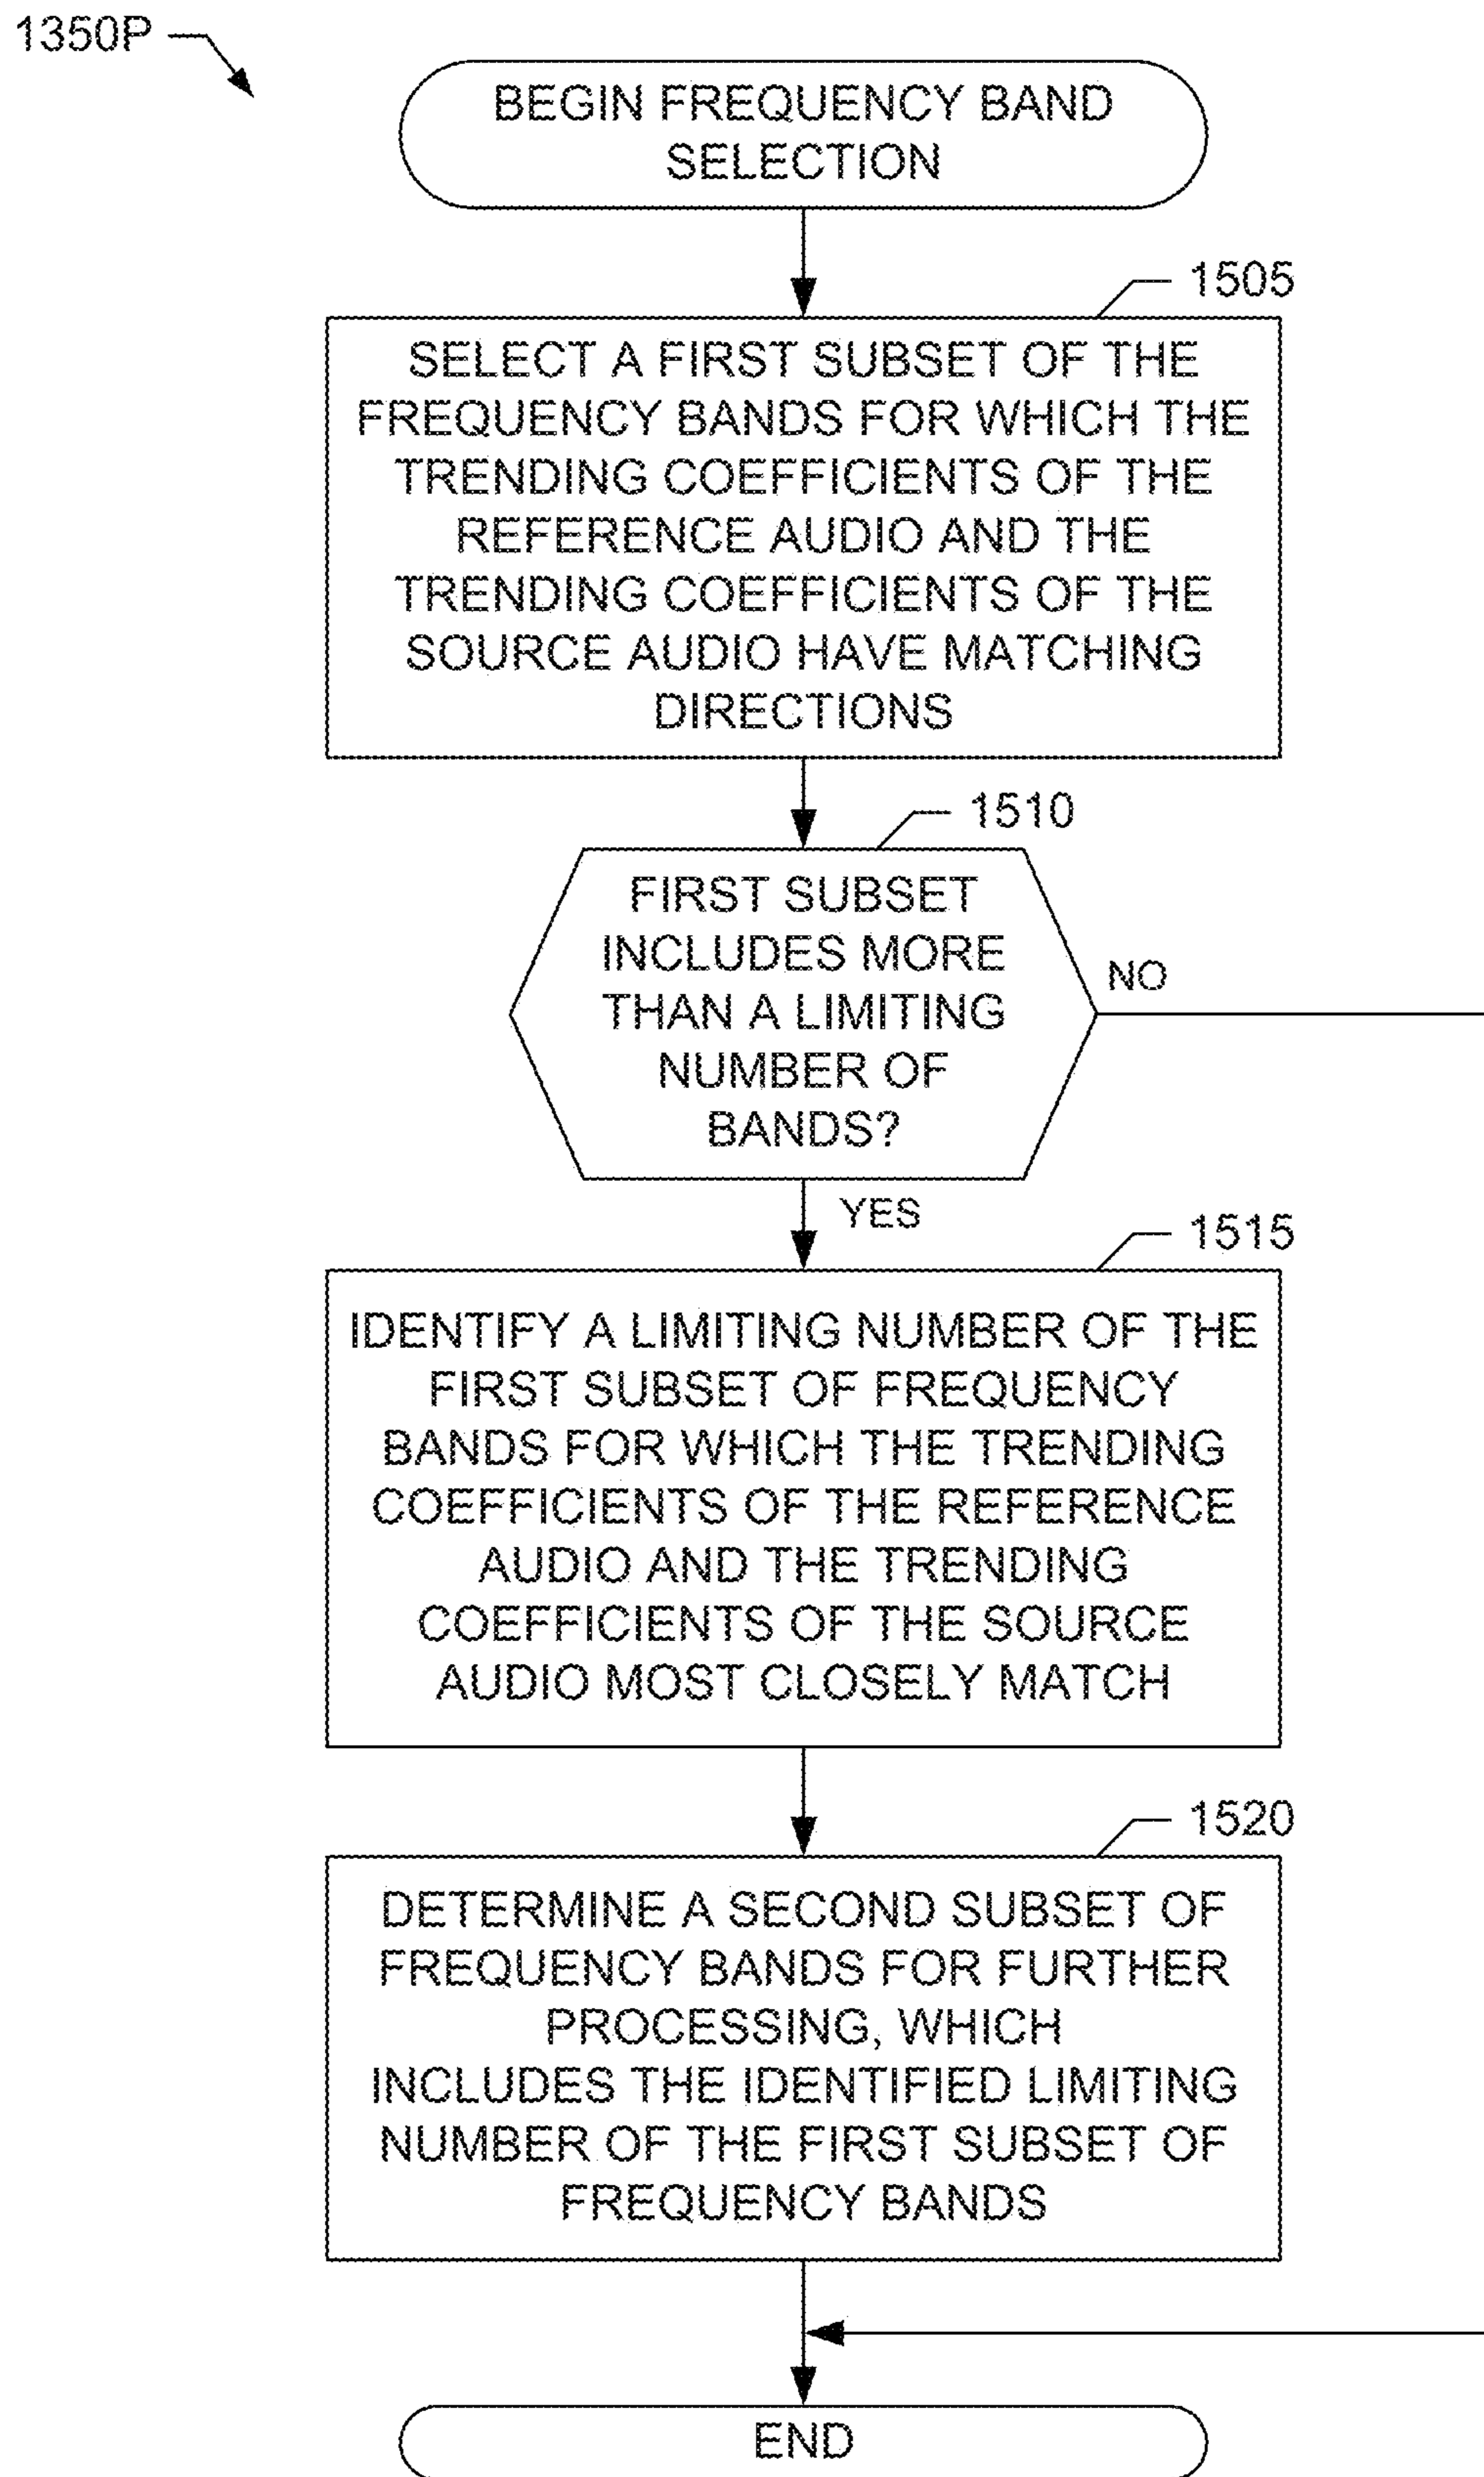 1350P
BEGIN FREQUENCY BAND
SELECTION
1505
SELECT A FIRST SUBSET OF THE
FREQUENCY BANDS FOR WHICH THE
TRENDING COEFFICIENTS OF THE
REFERENCE AUDIO AND THE
TRENDING COEFFICIENTS OF THE
SOURCE AUDIO HAVE MATCHING
DIRECTIONS
1510
FIRST SUBSET
INCLUDES MORE
THAN A LIMITING
NUMBER OF
BANDS?
NO
YES
1515
IDENTIFY A LIMITING NUMBER OF THE
FIRST SUBSET OF FREQUENCY
BANDS FOR WHICH THE TRENDING
COEFFICIENTS OF THE REFERENCE
AUDIO AND THE TRENDING
COEFFICIENTS OF THE SOURCE
AUDIO MOST CLOSELY MATCH
1520
DETERMINE A SECOND SUBSET OF
FREQUENCY BANDS FOR FURTHER
PROCESSING, WHICH
INCLUDES THE IDENTIFIED LIMITING
NUMBER OF THE FIRST SUBSET OF
FREQUENCY BANDS
END